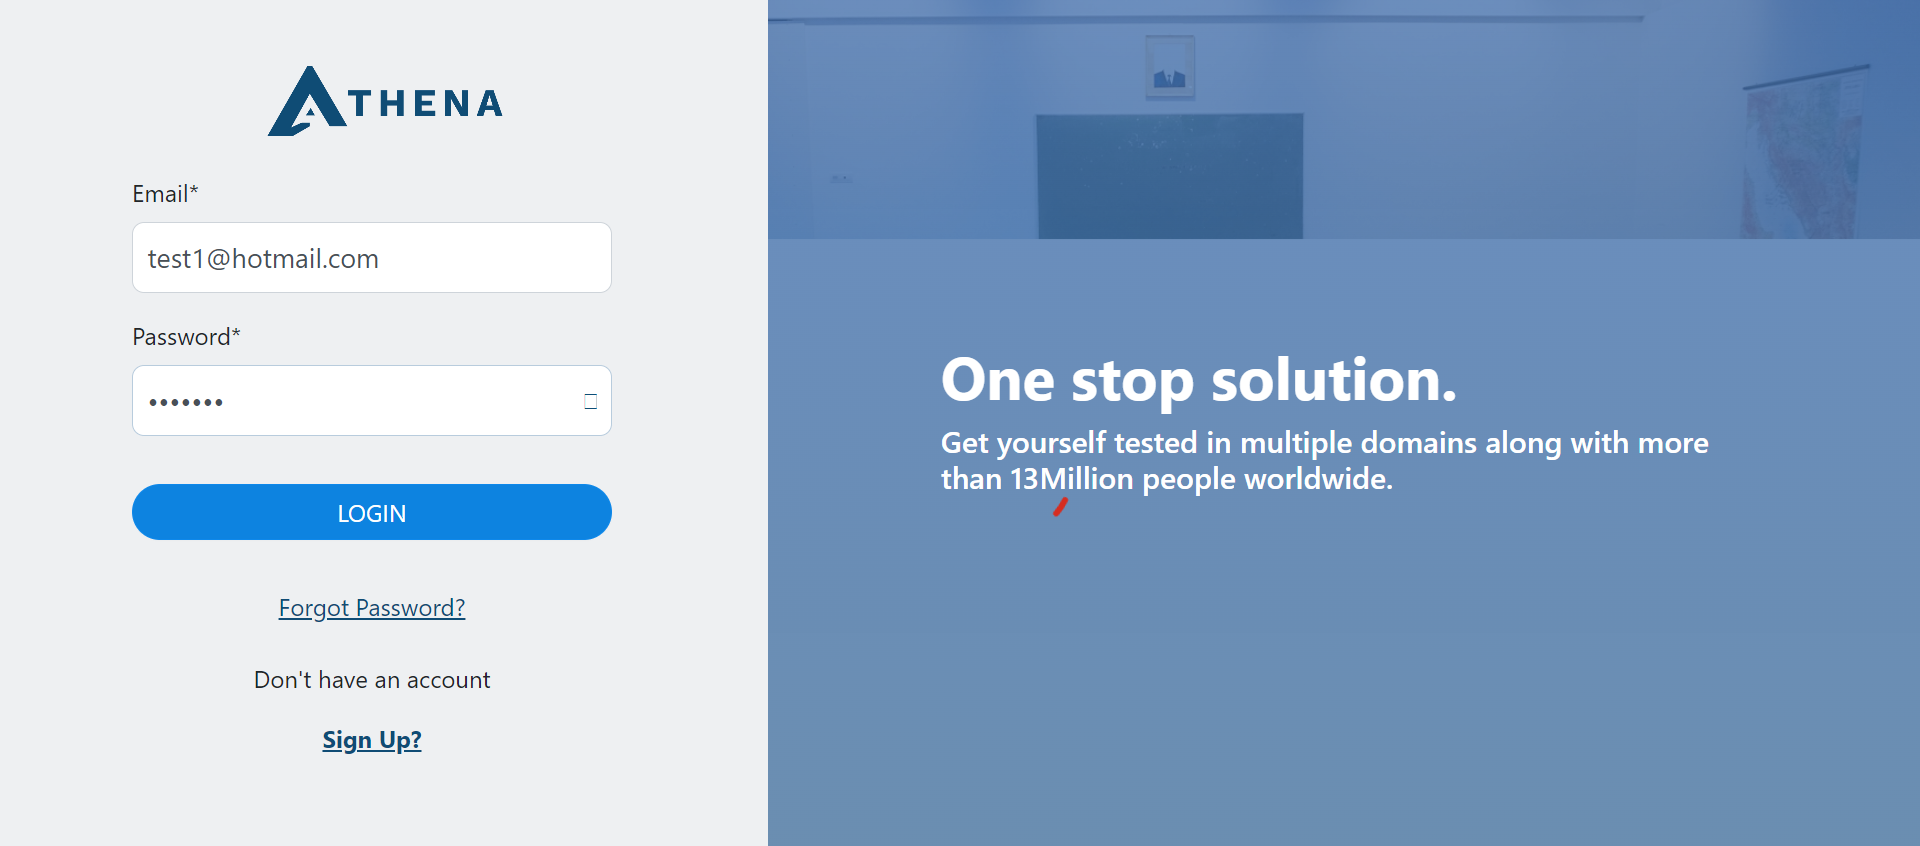 ATHENA
Email*
test1@hotmail.com
Password*
•••••••
LOGIN
Forgot Password?
Don't have an account
Sign Up?
One stop solution.
Get yourself tested in multiple domains along with more
than 13Million people worldwide.